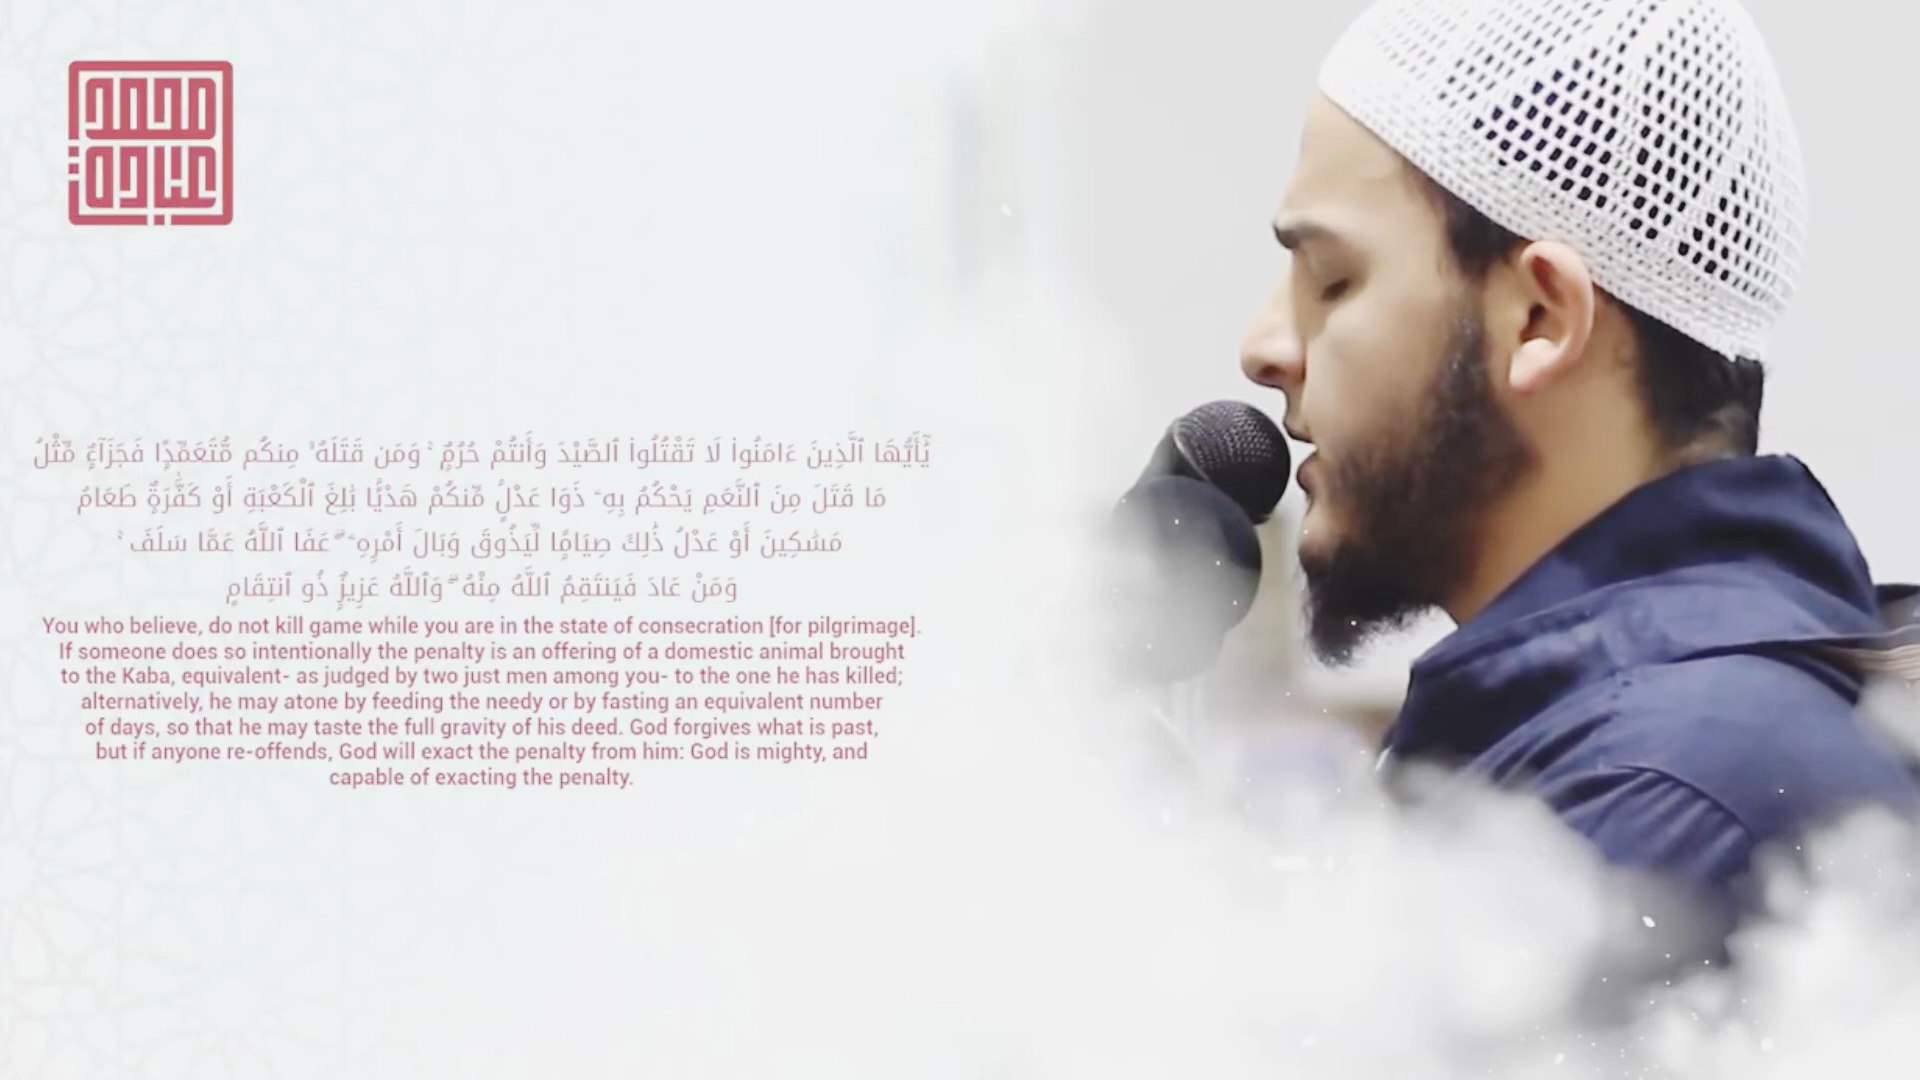 محمد
عبادة
يَٰٓأَيُّهَا ٱلَّذِينَ ءَامَنُوا۟ لَا تَقْتُلُوا۟ ٱلصَّيْدَ وَأَنتُمْ حُرُمٌ ۚ وَمَن قَتَلَهُۥ مِنكُم مُّتَعَمِّدًا فَجَزَآءٌ مِّثْلُ
مَا قَتَلَ مِنَ ٱلنَّعَمِ يَحْكُمُ بِهِۦ ذَوَا عَدْلٍ مِّنكُمْ هَدْيًۢا بَٰلِغَ ٱلْكَعْبَةِ أَوْ كَفَّٰرَةٌ طَعَامُ
مَسَٰكِينَ أَوْ عَدْلُ ذَٰلِكَ صِيَامًا لِّيَذُوقَ وَبَالَ أَمْرِهِۦ ۗ عَفَا ٱللَّهُ عَمَّا سَلَفَ ۚ
وَمَنْ عَادَ فَيَنتَقِمُ ٱللَّهُ مِنْهُ ۗ وَٱللَّهُ عَزِيزٌ ذُو ٱنتِقَامٍ
You who believe, do not kill game while you are in the state of consecration [for pilgrimage].
If someone does so intentionally the penalty is an offering of a domestic animal brought
to the Kaba, equivalent- as judged by two just men among you- to the one he has killed;
alternatively, he may atone by feeding the needy or by fasting an equivalent number
of days, so that he may taste the full gravity of his deed. God forgives what is past,
but if anyone re-offends, God will exact the penalty from him: God is mighty, and
capable of exacting the penalty.